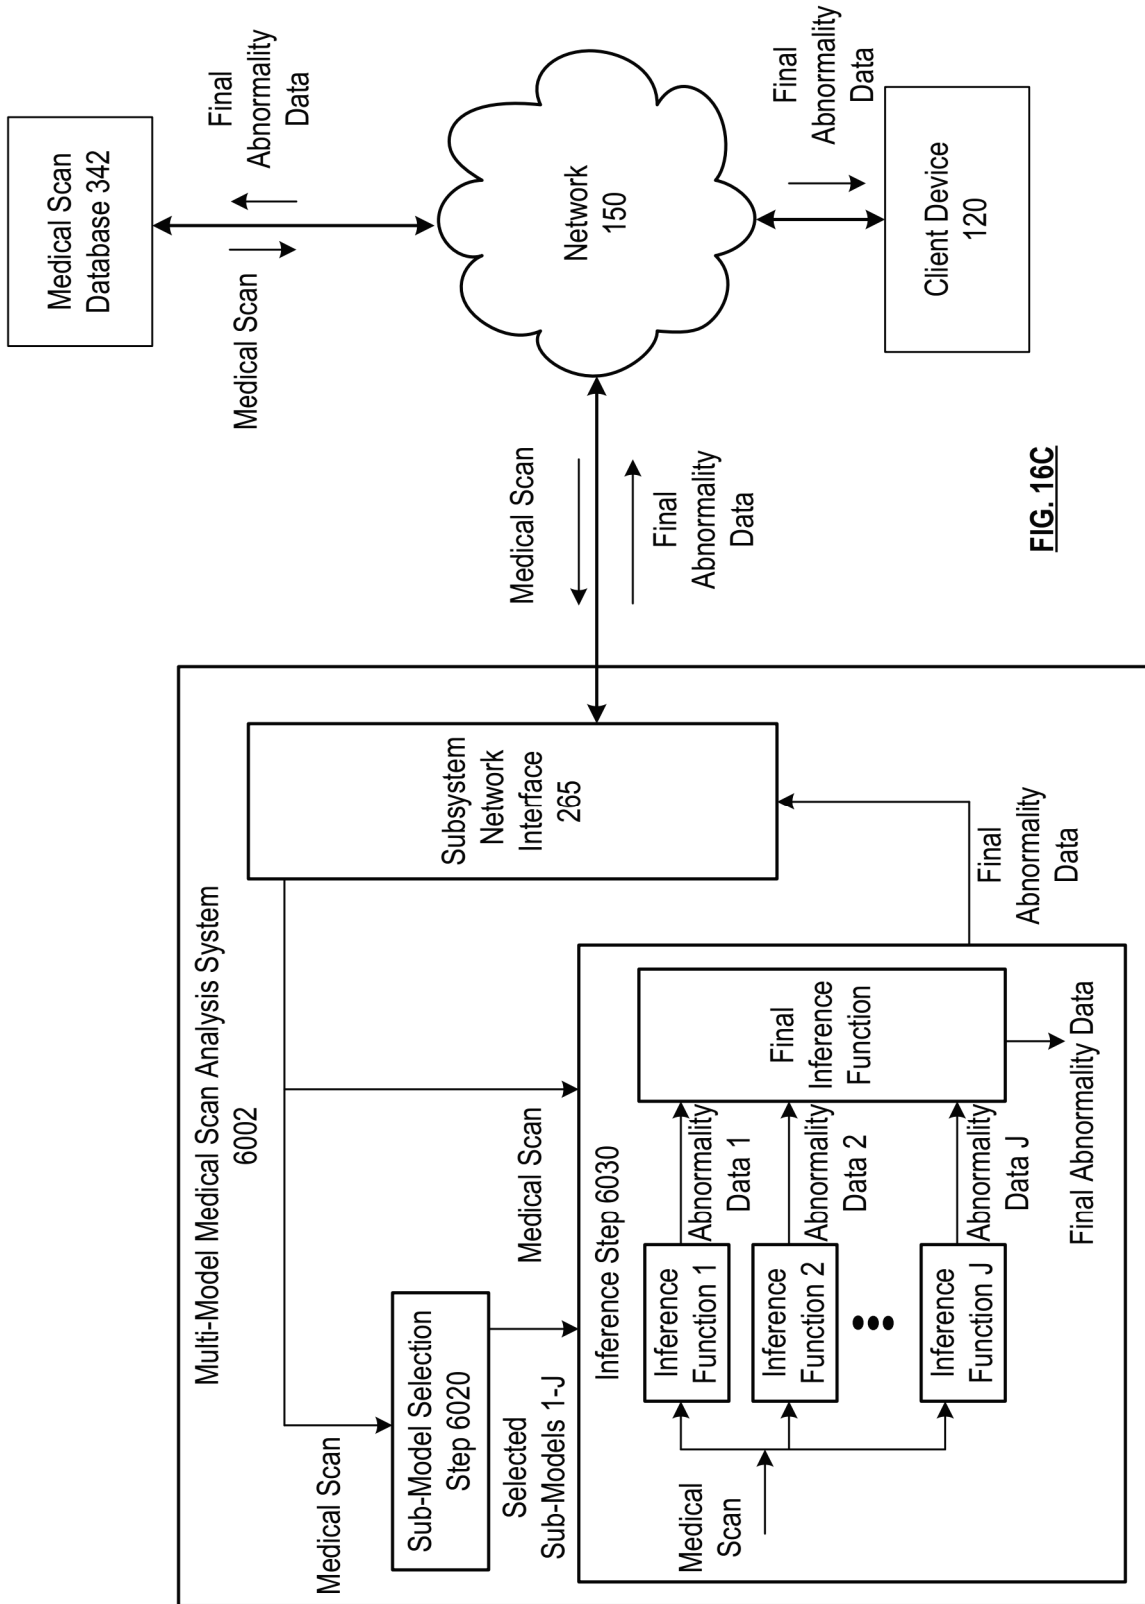 Multi-Model Medical Scan Analysis System
6002
Medical Scan
Sub-Model Selection
Step 6020
Selected
Sub-Models 1-J
Medical Scan
Subsystem
Network
Interface
265
Inference Step 6030
Medical
Scan
Inference
Function 1
Abnormality
Data 1
Inference
Function 2
Abnormality
Data 2
Inference
Function J
Abnormality
Data J
Final
Inference
Function
Final Abnormality Data
Final
Abnormality
Data
Medical Scan
Final
Abnormality
Data
Medical Scan
Database 342
Medical Scan
Final
Abnormality
Data
Network
150
Final
Abnormality
Data
Client Device
120
FIG. 16C